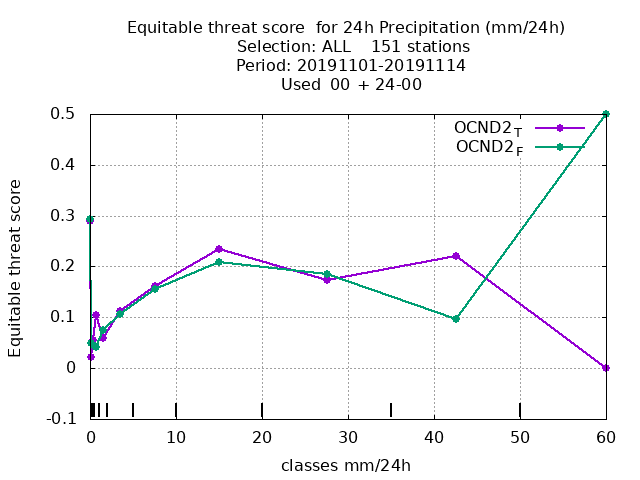 Equitable threat score for 24h Precipitation (mm/24h)
Selection: ALL 151 stations
Period: 20191101-20191114
Used 00 + 24-00
OCND2_T
OCND2_F
Equitable threat score
0.5
0.4
0.3
0.2
0.1
0
-0.1
0 10 20 30 40 50 60
classes mm/24h